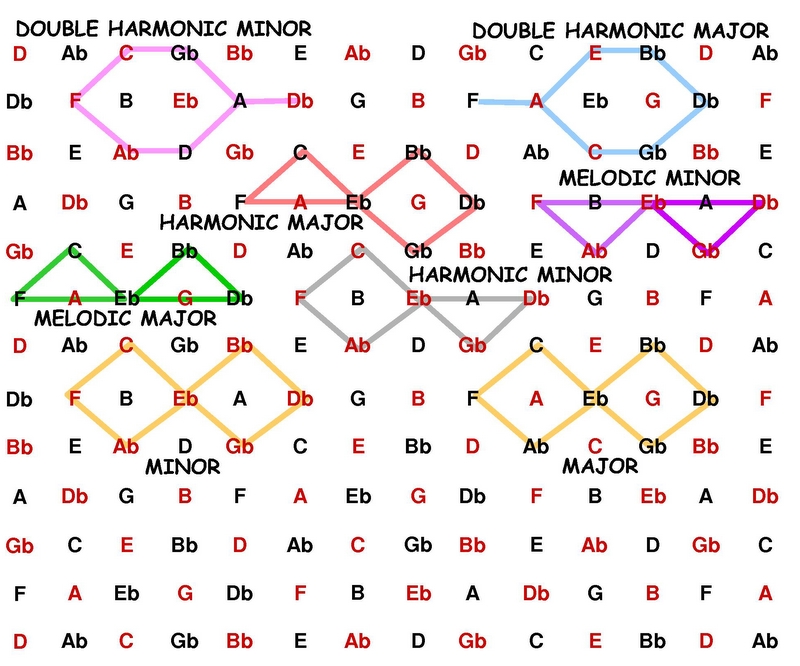 DOUBLE HARMONIC MINOR DOUBLE HARMONIC MAJOR
D Ab C Gb Bb E Ab D Gb C E Bb D Ab
Db F B Eb A Db G B F A Eb G Db F
Bb E Ab D Gb C E Bb D Ab C Gb Bb E
MELODIC MINOR
A Db G B F A Eb G Db F B Eb A Db
HARMONIC MAJOR
Gb C E Bb D Ab C Gb Bb E Ab D Gb C
HARMONIC MINOR
F A Eb G Db F B Eb A Db G B F A
MELODIC MAJOR
D Ab C Gb Bb E Ab D Gb C E Bb D Ab
Db F B Eb A Db G B F A Eb G Db F
Bb E Ab D Gb C E Bb D Ab C Gb Bb E
MINOR MAJOR
A Db G B F A Eb G Db F B Eb A Db
Gb C E Bb D Ab C Gb Bb E Ab D Gb C
F A Eb G Db F B Eb A Db G B F A
D Ab C Gb Bb E Ab D Gb C E Bb D Ab